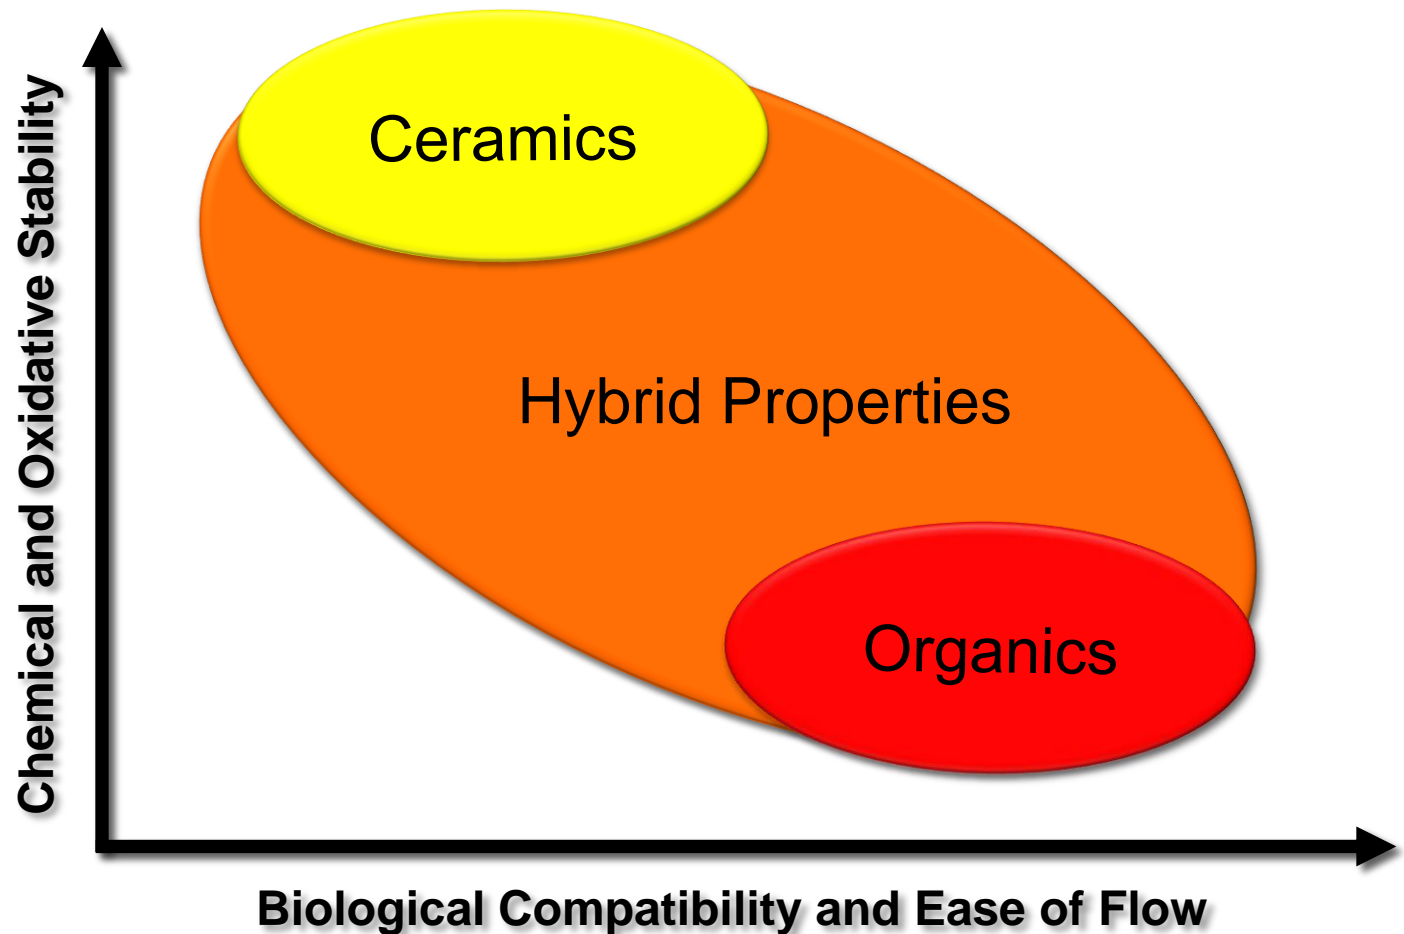 Ceramics
Chemical and Oxidative Stability
Hybrid Properties
Organics
Biological Compatibility and Ease of Flow